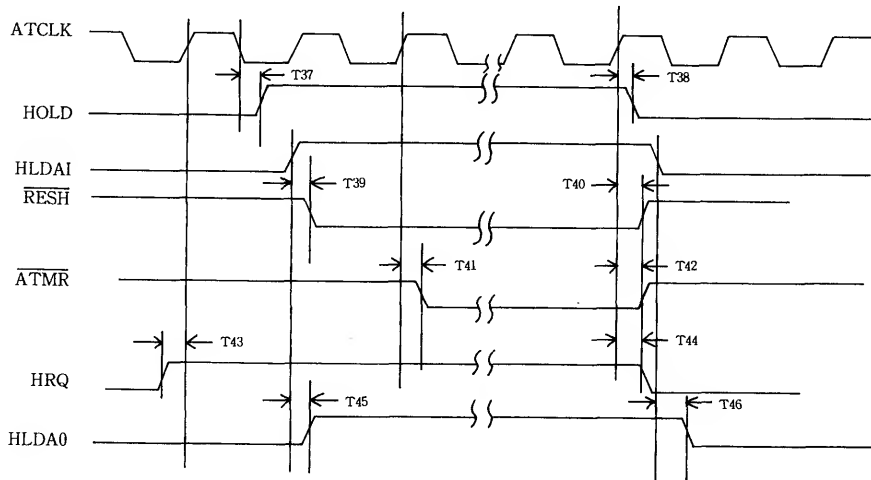 ATCLK
T37
T38
HOLD
HLDAI
T39
T40
RESH
T41
T42
ATMR
T43
T44
HRQ
T45
T46
HLDA0